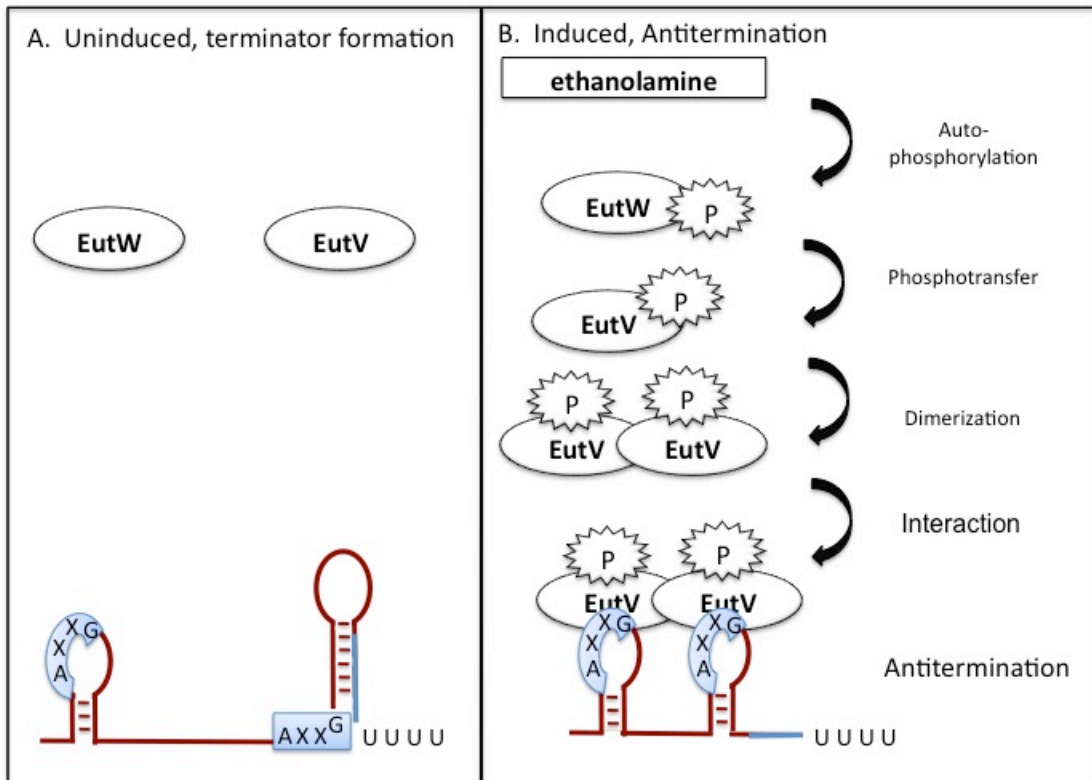 A. Uninduced, terminator formation
EutW
EutV
A X X G
A X X G
U U U U
B. Induced, Antitermination
ethanolamine
Auto-
phosphorylation
EutW
P
Phosphotransfer
EutV
P
Dimerization
P
P
EutV
EutV
Interaction
P
P
EutV
EutV
A X X G
A X X G
Antitermination
U U U U